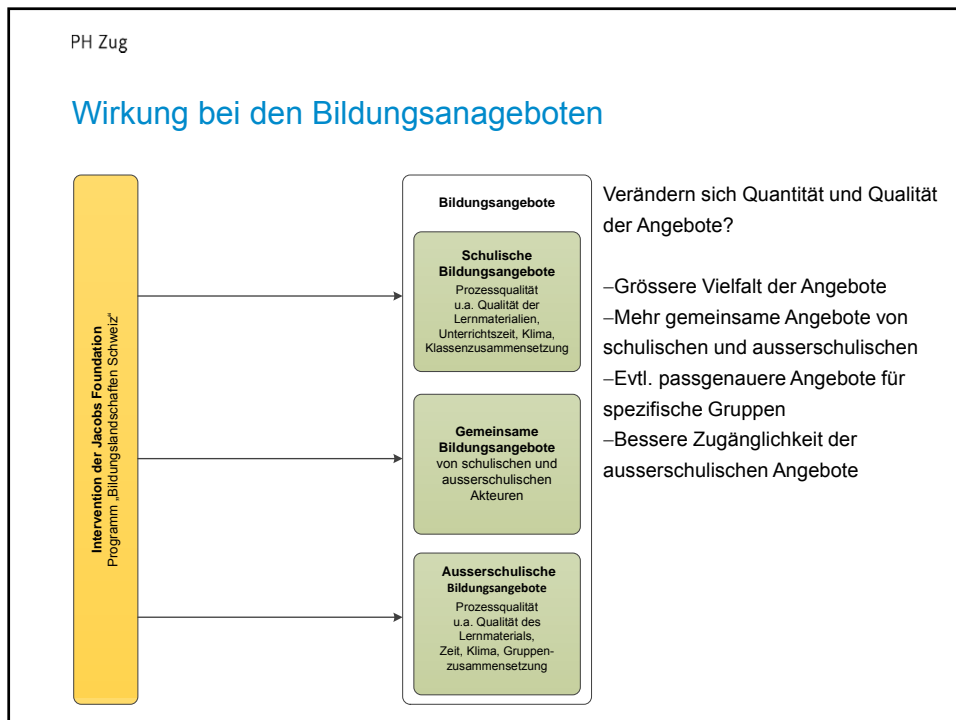 PH Zug
Wirkung bei den Bildungsanageboten
Intervention der Jacobs Foundation
Programm „Bildungslandschaften Schweiz“
Bildungsangebote
Schulische
Bildungsangebote
Prozessqualität
u.a. Qualität der
Lernmaterialien,
Unterrichtszeit, Klima,
Klassenzusammensetzung
Gemeinsame
Bildungsangebote
von schulischen und
ausserschulischen
Akteuren
Ausserschulische
Bildungsangebote
Prozessqualität
u.a. Qualität des
Lernmaterials,
Zeit, Klima, Gruppen-
zusammensetzung
Verändern sich Quantität und Qualität
der Angebote?
–Grössere Vielfalt der Angebote
–Mehr gemeinsame Angebote von
schulischen und ausserschulischen
–Evtl. passgenauere Angebote für
spezifische Gruppen
–Bessere Zugänglichkeit der
ausserschulischen Angebote